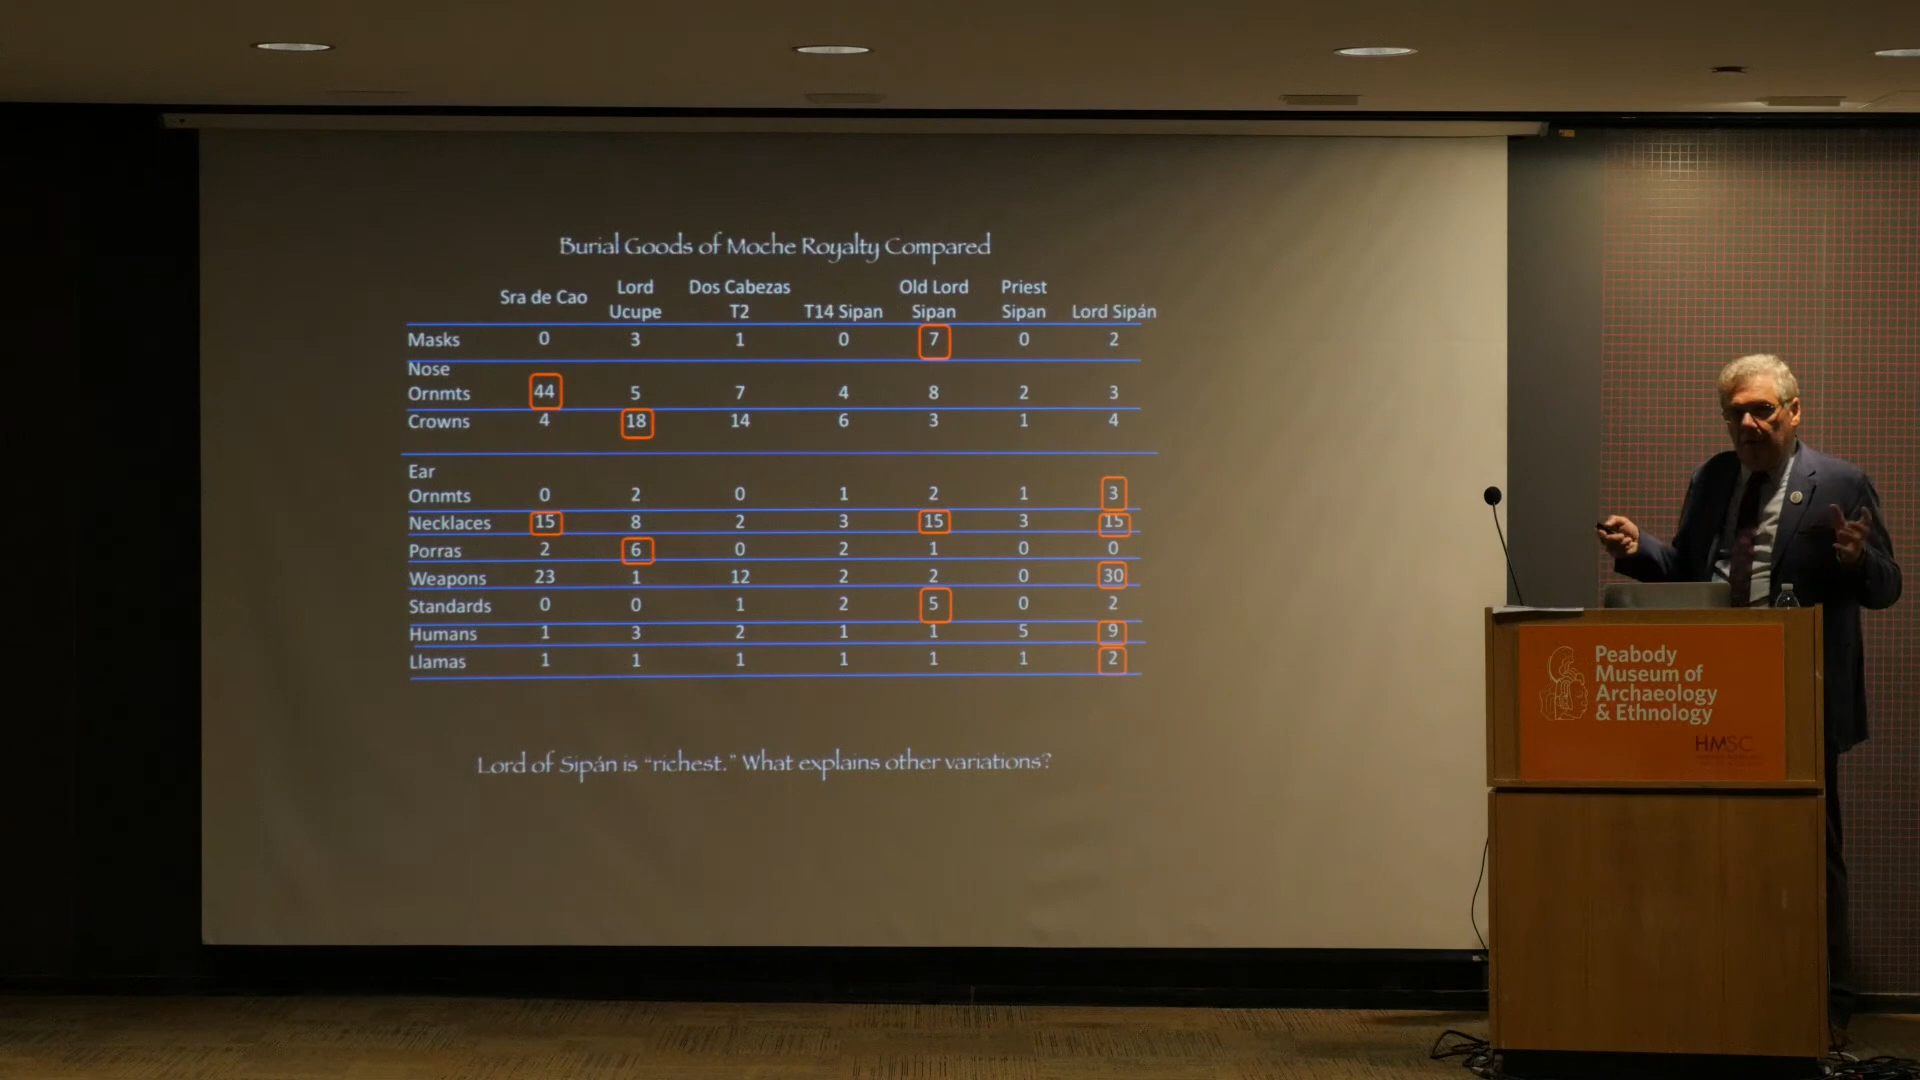 Burial Goods of Moche Royalty Compared
Sra de Cao Lord Ucupe Dos Cabezas T2 T14 Sipan Old Lord Sipan Priest Sipan Lord Sipán
Masks 0 3 1 0 7 0 2
Nose
Ornmts 44 5 7 4 8 2 3
Crowns 4 18 14 6 3 1 4
Ear
Ornmts 0 2 0 1 2 1 3
Necklaces 15 8 2 3 15 3 15
Porras 2 6 0 2 1 0 0
Weapons 23 1 12 2 2 0 30
Standards 0 0 1 2 5 0 2
Humans 1 3 2 1 1 5 9
Llamas 1 1 1 1 1 1 2
Lord of Sipán is “richest.” What explains other variations?
Peabody
Museum of
Archaeology
& Ethnology
HMSC